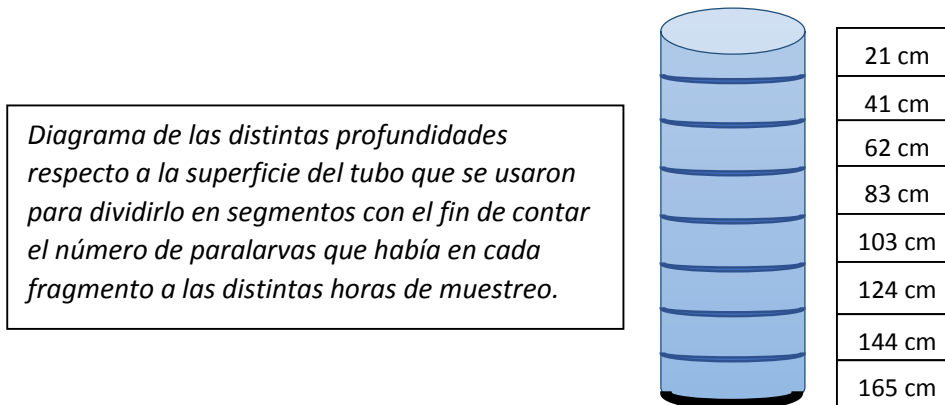 Diagrama de las distintas profundidades
respecto a la superficie del tubo que se usaron
para dividirlo en segmentos con el fin de contar
el número de paralarvas que había en cada
fragmento a las distintas horas de muestreo.
21 cm
41 cm
62 cm
83 cm
103 cm
124 cm
144 cm
165 cm